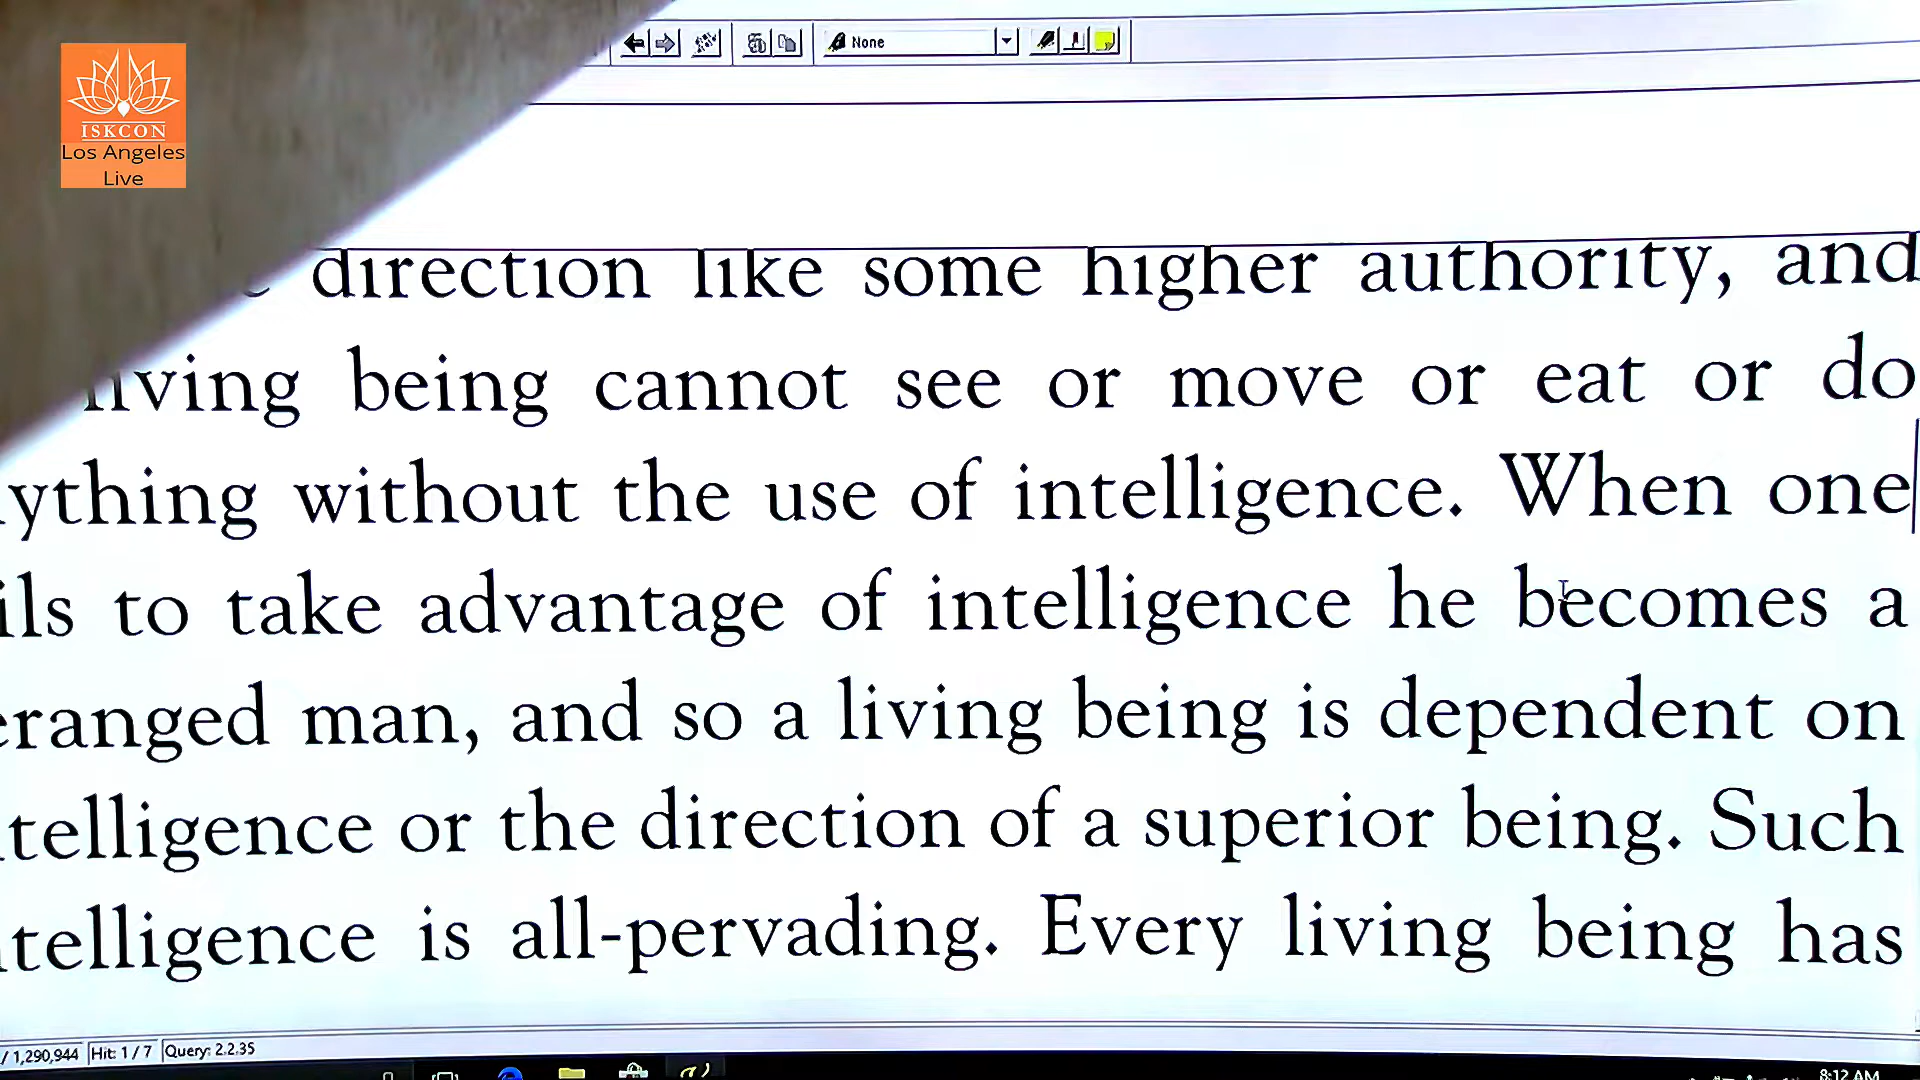 None
ISKCON
Los Angeles
Live
direction like some higher authority, and
living being cannot see or move or eat or do
ything without the use of intelligence. When one
ils to take advantage of intelligence he becomes a
eranged man, and so a living being is dependent on
telligence or the direction of a superior being. Such
telligence is all-pervading. Every living being has
/ 1,290,944 Hit: 1 / 7 Query: 2.2.35
8:12 AM